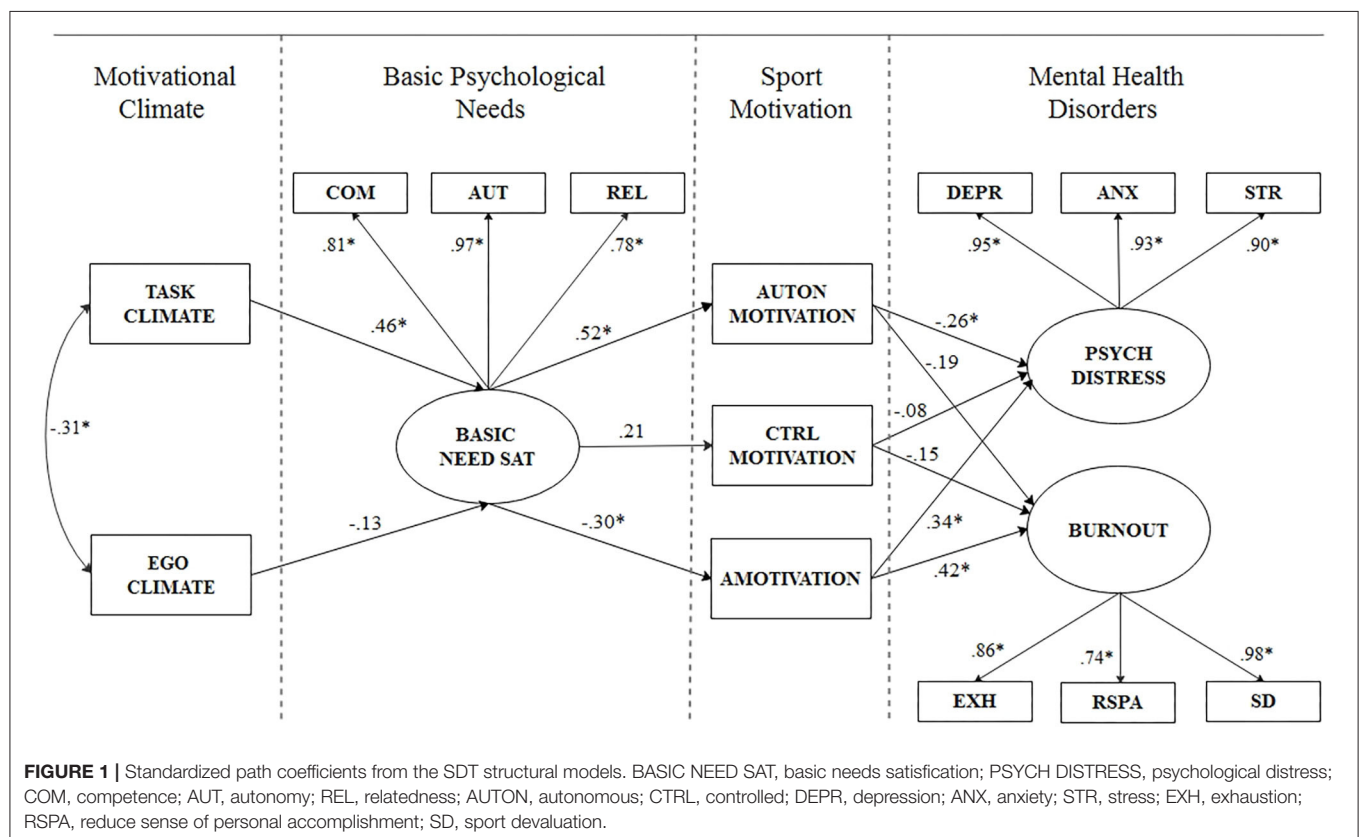 Motivational
Climate
Basic Psychological
Needs
Sport
Motivation
Mental Health
Disorders
COM
AUT
REL
DEPR
ANX
STR
.81*
.97*
.78*
.95*
.93*
.90*
TASK
CLIMATE
AUTON
MOTIVATION
.46*
.52*
-.26*
PSYCH
DISTRESS
-.19
-.08
-.31*
BASIC
NEED SAT
.21
CTRL
MOTIVATION
-.15
-.13
-.30*
.34*
BURNOUT
EGO
CLIMATE
AMOTIVATION
.42*
.86*
.74*
.98*
EXH
RSPA
SD
FIGURE 1 | Standardized path coefficients from the SDT structural models. BASIC NEED SAT, basic needs satisfication; PSYCH DISTRESS, psychological distress;
COM, competence; AUT, autonomy; REL, relatedness; AUTON, autonomous; CTRL, controlled; DEPR, depression; ANX, anxiety; STR, stress; EXH, exhaustion;
RSPA, reduce sense of personal accomplishment; SD, sport devaluation.